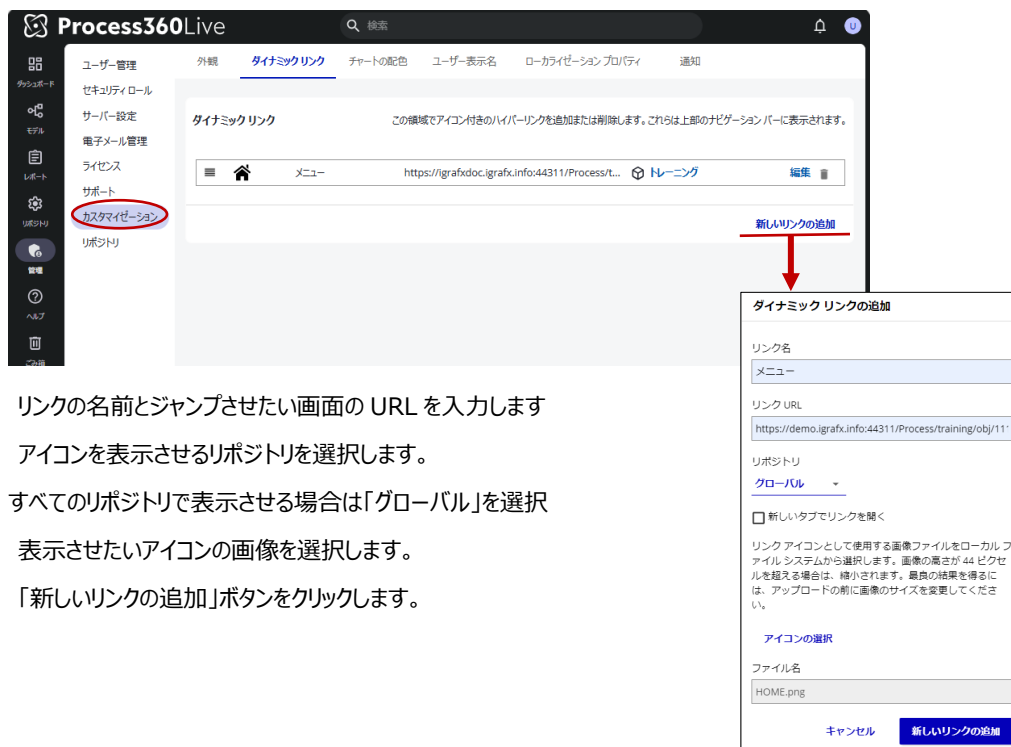 Process360Live
検索
U
ダッシュボード
モデル
レポート
リポジトリ
管理
ヘルプ
ごみ箱
ユーザー管理
セキュリティ ロール
サーバー設定
電子メール管理
ライセンス
サポート
カスタマイゼーション
リポジトリ
外観 ダイナミック リンク チャートの配色 ユーザー表示名 ローカライゼーション プロパティ 通知
ダイナミック リンク この領域でアイコン付きのハイパーリンクを追加または削除します。これらは上部のナビゲーション バーに表示されます。
メニュー https://igrafxdoc.igrafx.info:44311/Process/t... トレーニング 編集
新しいリンクの追加
ダイナミック リンクの追加
リンク名
メニュー
リンク URL
https://demo.igrafx.info:44311/Process/training/obj/11
リポジトリ
グローバル
新しいタブでリンクを開く
リンク アイコンとして使用する画像ファイルをローカル フ
ァイル システムから選択します。画像の高さが 44 ピクセ
ルを超える場合は、縮小されます。最良の結果を得るに
は、アップロードの前に画像のサイズを変更してくださ
い。
アイコンの選択
ファイル名
HOME.png
キャンセル 新しいリンクの追加
リンクの名前とジャンプさせたい画面の URL を入力します
アイコンを表示させるリポジトリを選択します。
すべてのリポジトリで表示させる場合は「グローバル」を選択
表示させたいアイコンの画像を選択します。
「新しいリンクの追加」ボタンをクリックします。